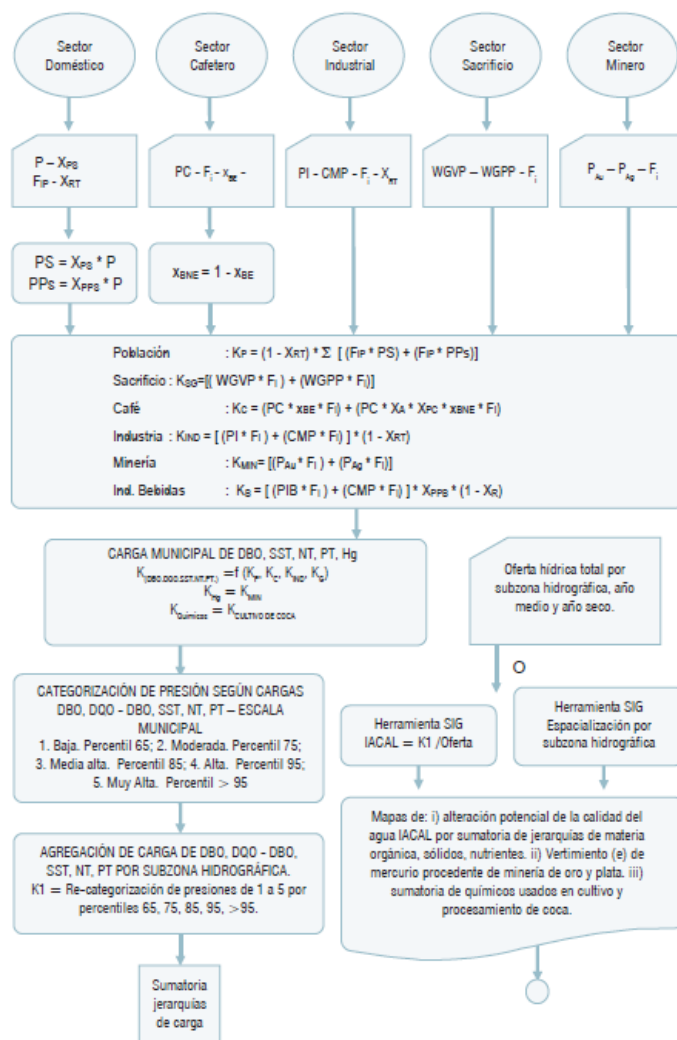 Sector
Doméstico
Sector
Cafetero
Sector
Industrial
Sector
Sacrificio
Sector
Minero
P – XPS
FIP - XRT
PC - Fi - xBE -
PI - CMP - Fi - XRT
WGVP – WGPP - Fi
PAu – PAg – Fi
PS = XPS * P
PPs = XPPS * P
xBNE = 1 - xBE
Población : KP = (1 - XRT) * Σ [ (FIP * PS) + (FIP * PPs)]
Sacrificio : KSG=[( WGVP * Fi ) + (WGPP * Fi)]
Café : KC = (PC * xBE * Fi) + (PC * XA * XPC * xBNE * Fi)
Industria : KIND = [ (PI * Fi ) + (CMP * Fi) ] * (1 - XRT)
Minería : KMIN= [(PAu * Fi ) + (PAg * Fi)]
Ind. Bebidas : KB = [ (PIB * Fi ) + (CMP * Fi) ] * XPPS * (1 - XR)
CARGA MUNICIPAL DE DBO, SST, NT, PT, Hg
K(DBO,DQO,SST,NT,PT,) =f (KP, KC, KIND, KG)
KHg = KMIN
KQuímicos = KCULTIVO DE COCA
Oferta hídrica total por
subzona hidrográfica, año
medio y año seco.
O
CATEGORIZACIÓN DE PRESIÓN SEGÚN CARGAS
DBO, DQO - DBO, SST, NT, PT – ESCALA
MUNICIPAL
1. Baja. Percentil 65; 2. Moderada. Percentil 75;
3. Media alta. Percentil 85; 4. Alta. Percentil 95;
5. Muy Alta. Percentil > 95
Herramienta SIG
IACAL = K1 /Oferta
Herramienta SIG
Espacialización por
subzona hidrográfica
AGREGACIÓN DE CARGA DE DBO, DQO - DBO,
SST, NT, PT POR SUBZONA HIDROGRÁFICA.
K1 = Re-categorización de presiones de 1 a 5 por
percentiles 65, 75, 85, 95, >95.
Mapas de: i) alteración potencial de la calidad del
agua IACAL por sumatoria de jerarquías de materia
orgánica, sólidos, nutrientes. ii) Vertimiento (e) de
mercurio procedente de minería de oro y plata. iii)
sumatoria de químicos usados en cultivo y
procesamiento de coca.
Sumatoria
jerarquías
de carga